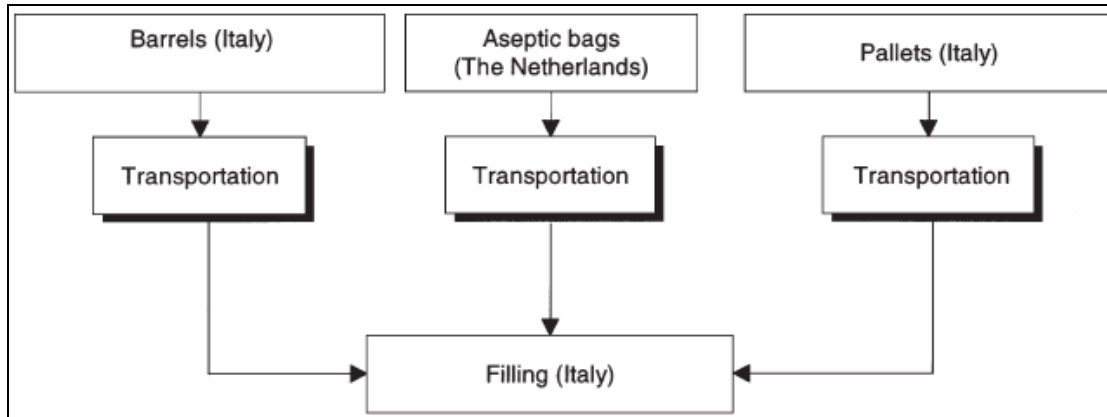 Barrels (Italy)
Aseptic bags
(The Netherlands)
Pallets (Italy)
Transportation
Transportation
Transportation
Filling (Italy)